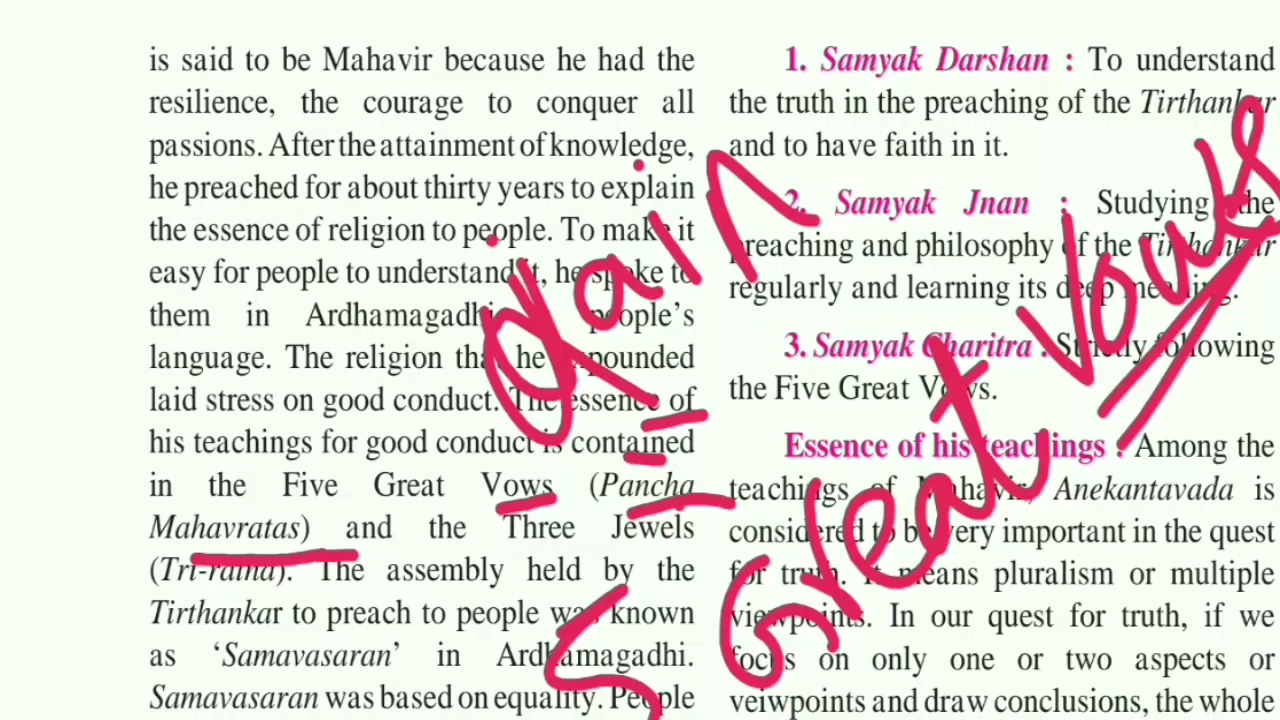 is said to be Mahavir because he had the
resilience, the courage to conquer all
passions. After the attainment of knowledge,
he preached for about thirty years to explain
the essence of religion to people. To make it
easy for people to understand it, he spoke to
them in Ardhamagadhi people's
language. The religion that he expounded
laid stress on good conduct. The essence of
his teachings for good conduct is contained
in the Five Great Vows (Pancha
Mahavratas) and the Three Jewels
(Tri-ratna). The assembly held by the
Tirthankar to preach to people was known
as ‘Samavasaran’ in Ardhamagadhi.
Samavasaran was based on equality. People
1. Samyak Darshan : To understand
the truth in the preaching of the Tirthankar
and to have faith in it.
2. Samyak Jnan : Studying the
preaching and philosophy of the Tirthankar
regularly and learning its deep meaning.
3. Samyak Charitra : Strictly following
the Five Great Vows.
Essence of his teachings : Among the
teachings of Mahavir, Anekantavada is
considered to be very important in the quest
for truth. It means pluralism or multiple
viewpoints. In our quest for truth, if we
focus on only one or two aspects or
veiwpoints and draw conclusions, the whole
5 Great Vows